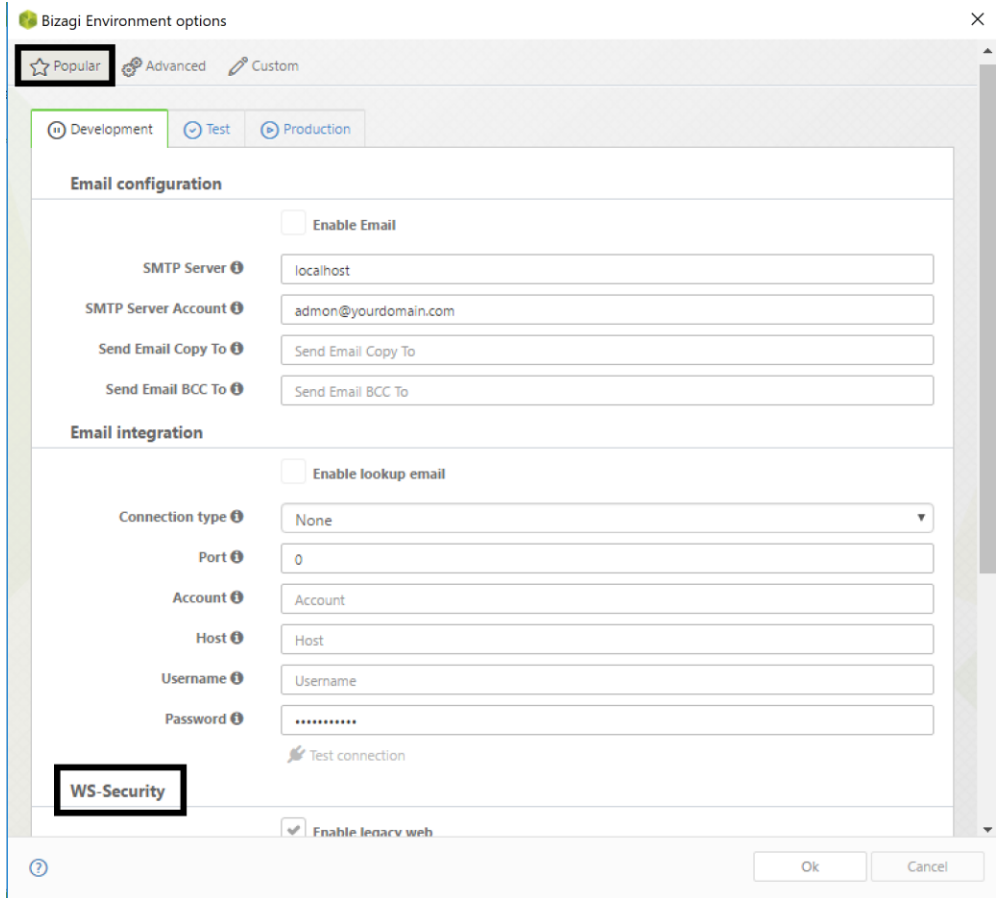 Bizagi Environment options
Popular Advanced Custom
Development Test Production
Email configuration
Enable Email
SMTP Server localhost
SMTP Server Account admon@yourdomain.com
Send Email Copy To Send Email Copy To
Send Email BCC To Send Email BCC To
Email integration
Enable lookup email
Connection type None
Port 0
Account Account
Host Host
Username Username
Password •••••••••••
Test connection
WS-Security
Enable legacy web
Ok Cancel